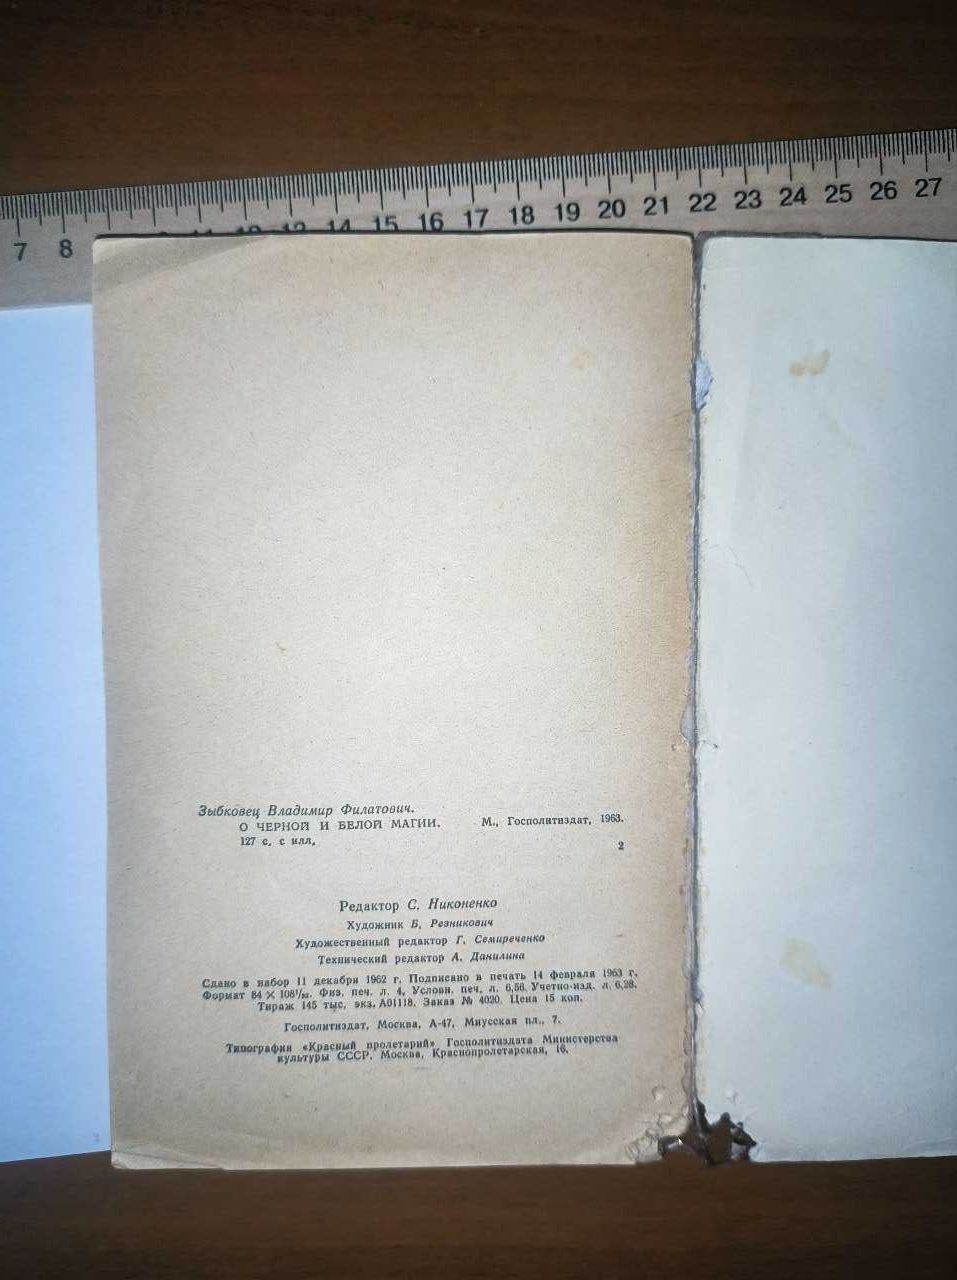 7 8 14 15 16 17 18 19 20 21 22 23 24 25 26 27
Зыбковец Владимир Филатович.
О ЧЕРНОЙ И БЕЛОЙ МАГИИ. М., Госполитиздат, 1963.
127 с. с илл.
2
Редактор С. Никоненко
Художник Б. Резникович
Художественный редактор Г. Семиреченко
Технический редактор А. Данилина
Сдано в набор 11 декабря 1962 г. Подписано в печать 14 февраля 1963 г.
Формат 84 × 108¹/₃₂. Физ. печ. л. 4. Условн. печ. л. 6,56. Учетно-изд. л. 6,28.
Тираж 145 тыс. экз. А01118. Заказ № 4020. Цена 15 коп.
Госполитиздат, Москва, А-47, Миусская пл., 7.
Типография «Красный пролетарий» Госполитиздата Министерства
культуры СССР. Москва, Краснопролетарская, 16.